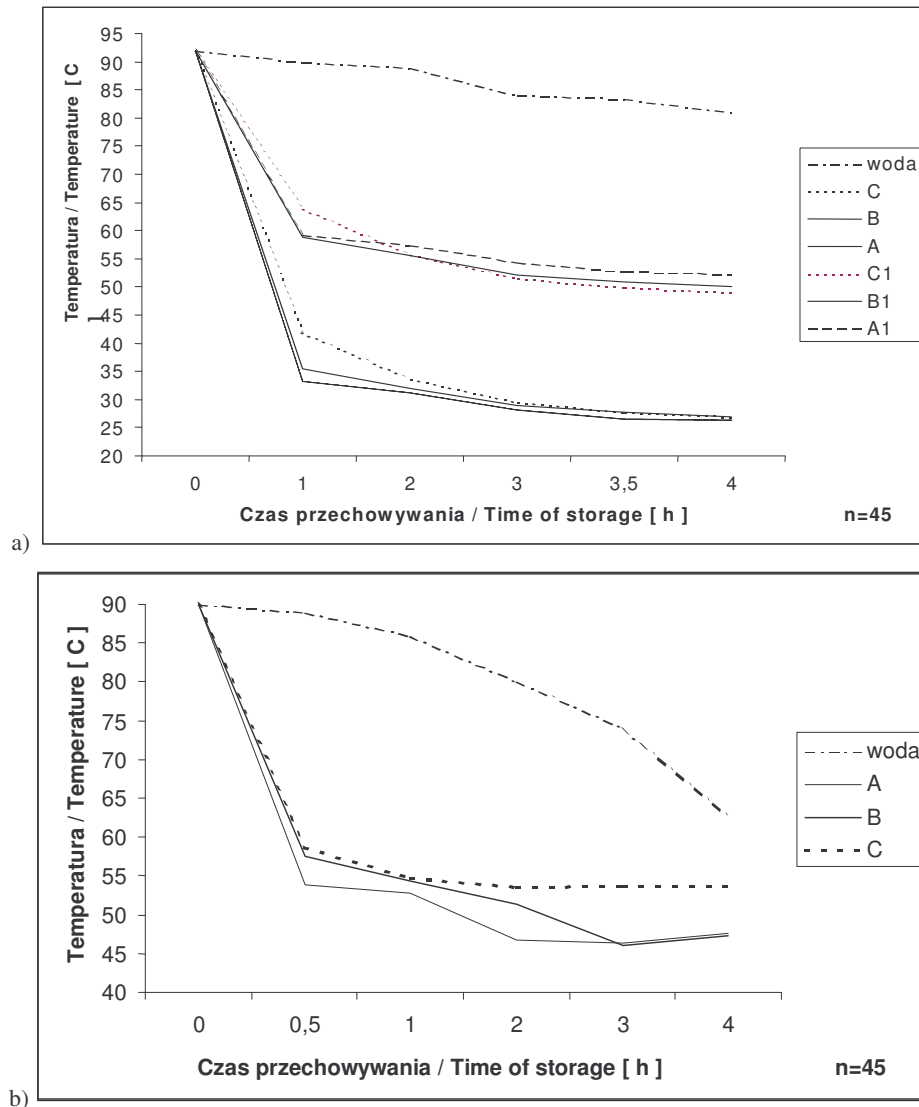 95
90
85
80
75
70
65
60
55
50
45
40
35
30
25
20
Temperatura / Temperature [ C
]
0 1 2 3 3,5 4
Czas przechowywania / Time of storage [ h ] n=45
woda
C
B
A
C1
B1
A1
a)
90
85
80
75
70
65
60
55
50
45
40
Temperatura / Temperature [ C ]
0 0,5 1 2 3 4
Czas przechowywania / Time of storage [ h ] n=45
woda
A
B
C
b)